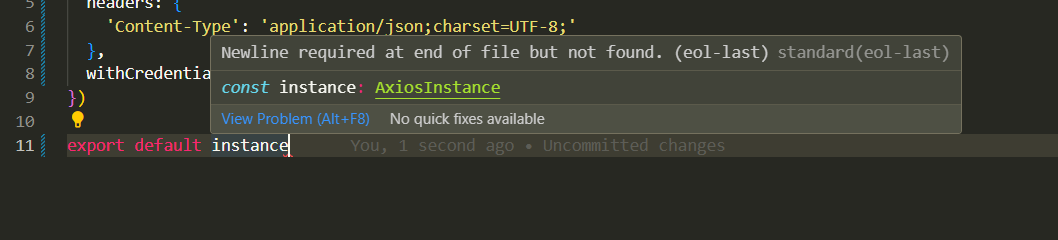 5 headers: {
6 'Content-Type': 'application/json;charset=UTF-8;'
Newline required at end of file but not found. (eol-last) standard(eol-last)
7 },
const instance: AxiosInstance
8 withCredentia
9 })
View Problem (Alt+F8) No quick fixes available
10
11 export default instance You, 1 second ago • Uncommitted changes